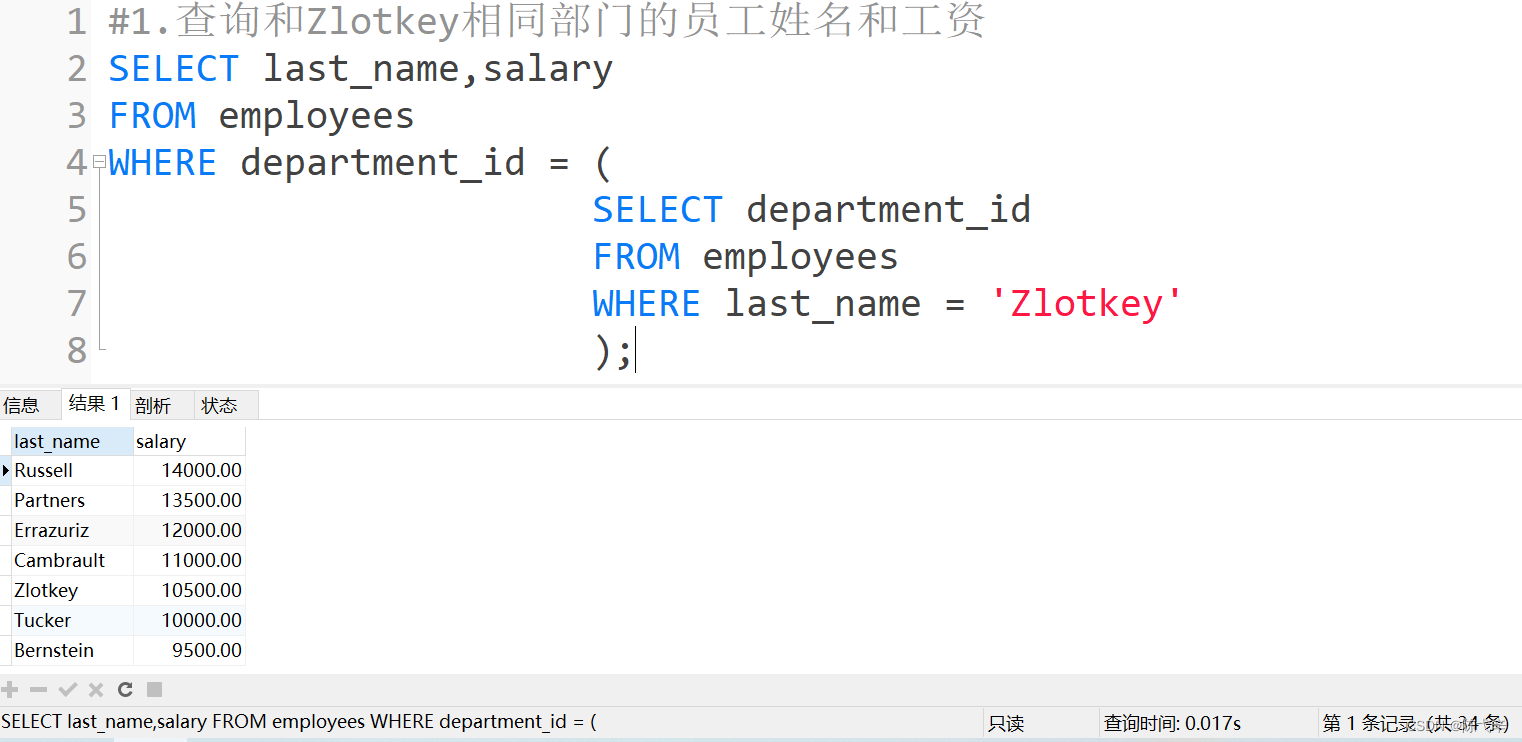 1 #1.查询和Zlotkey相同部门的员工姓名和工资
2 SELECT last_name,salary
3 FROM employees
4 WHERE department_id = (
5 SELECT department_id
6 FROM employees
7 WHERE last_name = 'Zlotkey'
8 );
信息 结果 1 剖析 状态
last_name salary
Russell 14000.00
Partners 13500.00
Errazuriz 12000.00
Cambrault 11000.00
Zlotkey 10500.00
Tucker 10000.00
Bernstein 9500.00
SELECT last_name,salary FROM employees WHERE department_id = ( 只读 查询时间: 0.017s 第 1 条记录 (共 34 条)